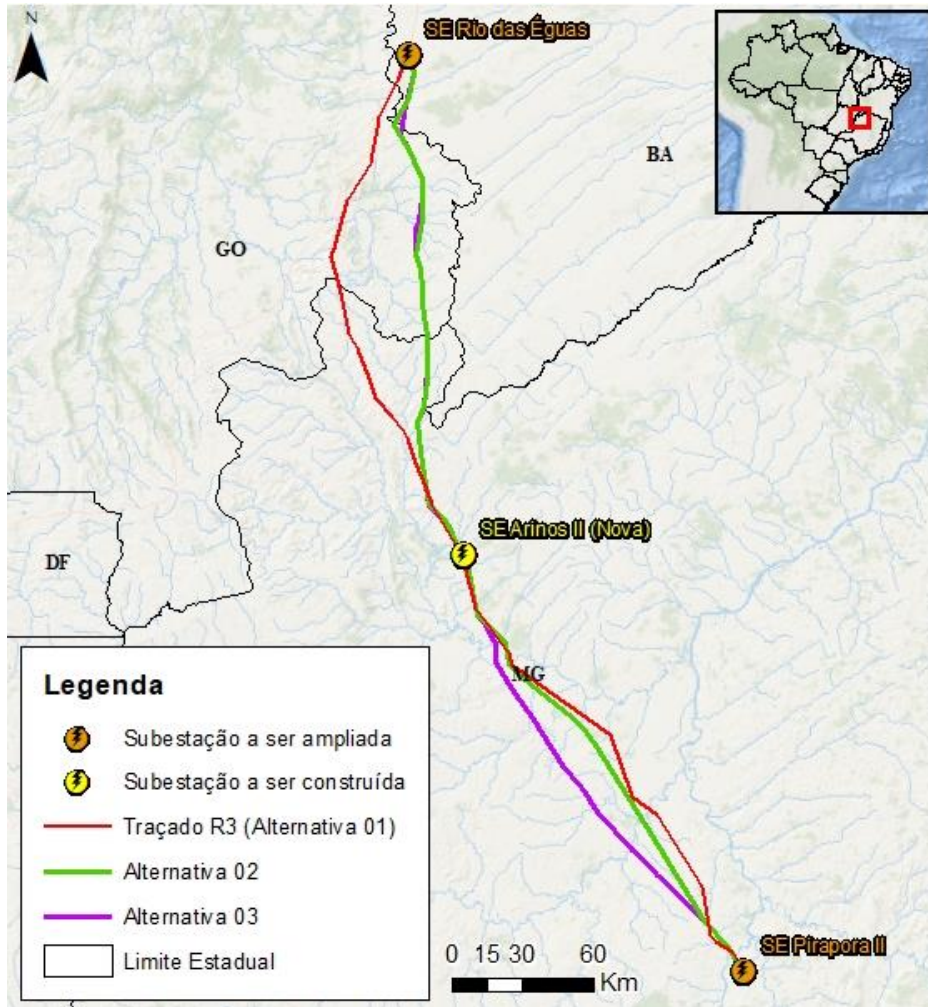 N
SE Rio das Éguas
BA
GO
SE Arinos II (Nova)
DF
MG
Legenda
Subestação a ser ampliada
Subestação a ser construída
Traçado R3 (Alternativa 01)
Alternativa 02
Alternativa 03
Limite Estadual
0 15 30 60
Km
SE Pirapora II